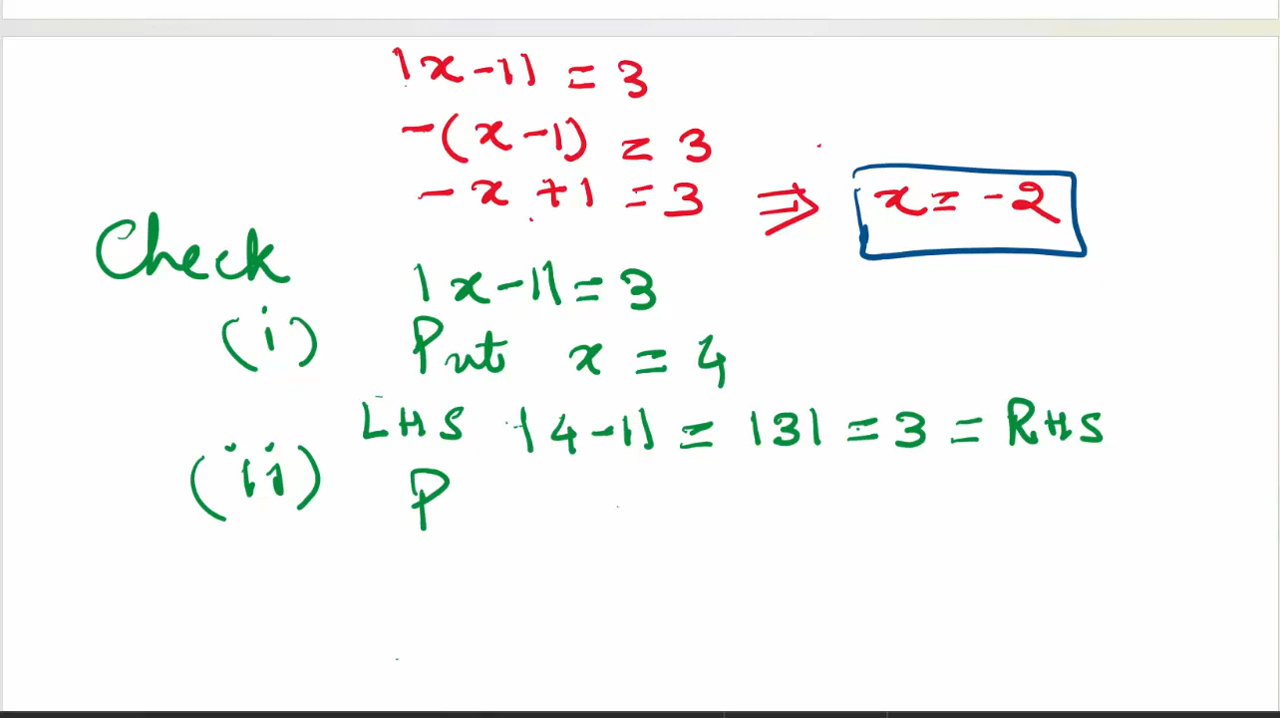 |x-1| = 3
-(x-1) = 3
-x+1 = 3 ⇒ x = -2
Check
|x-1| = 3
(i) Put x = 4
LHS |4-1| = |3| = 3 = RHS
(ii) P